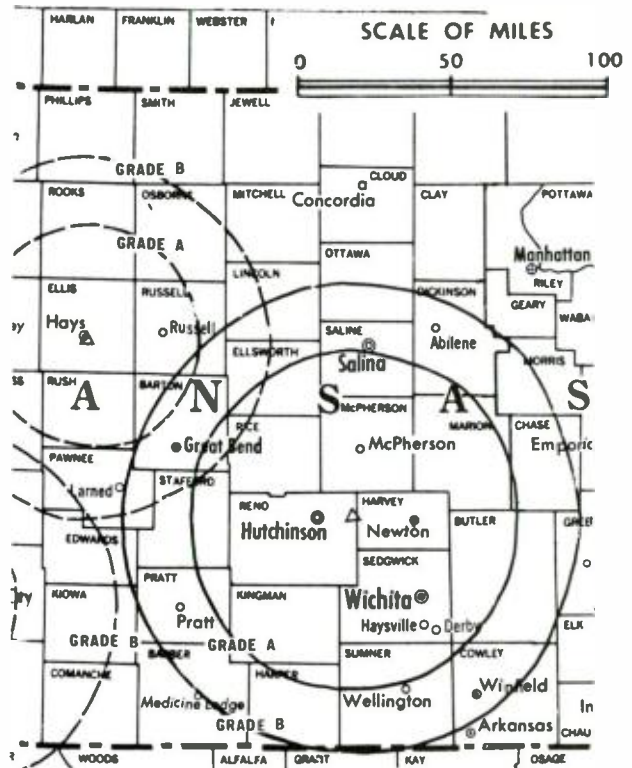 HARLAN FRANKLIN WEBSTER
SCALE OF MILES
0 50 100
PHILLIPS SMITH JEWELL
GRADE B
CLOUD
ROOKS OSBORNE MITCHELL Concordia CLAY POTTAWA
GRADE A
OTTAWA
Manhattan
LINCOLN
RILEY
ELLIS RUSSELL DICKINSON
GEARY
WABA
Hays Russell SALINE Abilene
ELLSWORTH Salina
MORRIS
RUSH BARTON
A N S A S
McPHERSON
RICE MARION CHASE
Great Bend McPherson Emporia
PAWNEE
STAFFORD
Larned
RENO HARVEY
Hutchinson Newton BUTLER GREE
EDWARDS
SEDGWICK
PRATT
KIOWA KINGMAN Wichita
Pratt Haysville Derby ELK
GRADE B GRADE A
BARBER SUMNER COWLEY
COMANCHE HARPER
Medicine Lodge Wellington Winfield In
GRADE B Arkansas CHAU
WOODS ALFALFA GRANT KAY OSAGE